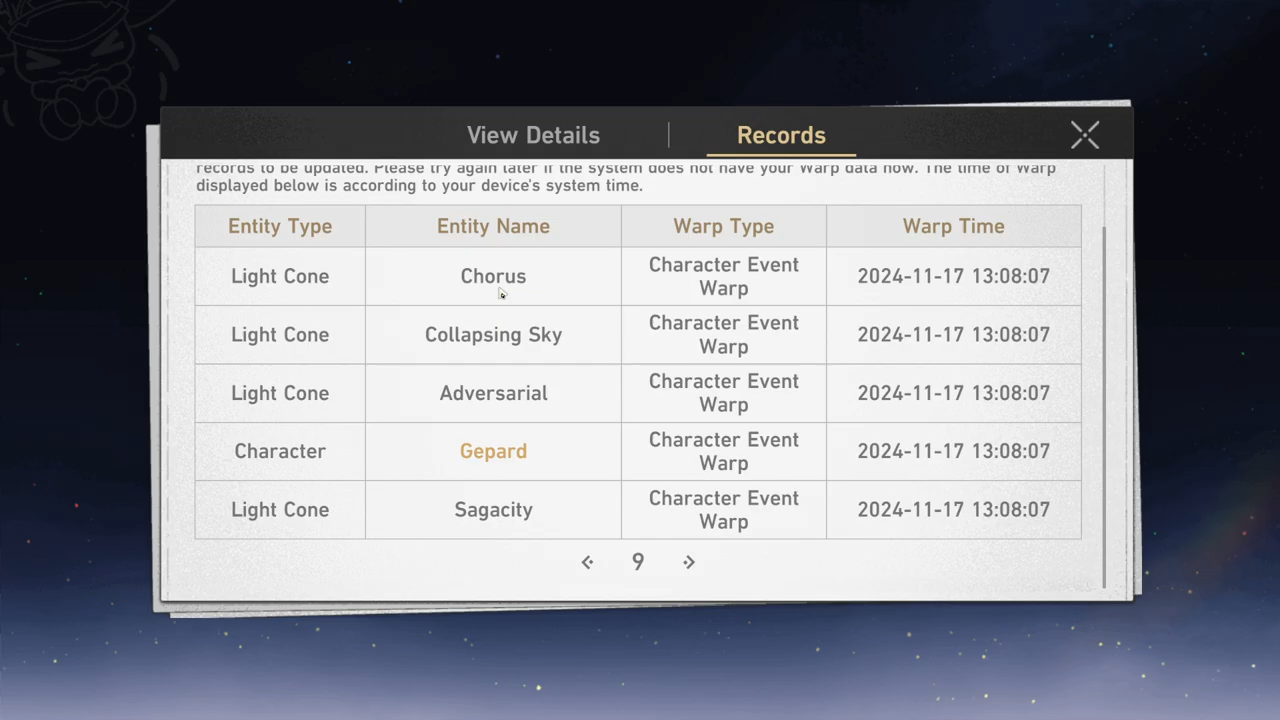 View Details
Records
records to be updated. Please try again later if the system does not have your Warp data now. The time of Warp
displayed below is according to your device's system time.
Entity Type Entity Name Warp Type Warp Time
Light Cone Chorus Character Event Warp 2024-11-17 13:08:07
Light Cone Collapsing Sky Character Event Warp 2024-11-17 13:08:07
Light Cone Adversarial Character Event Warp 2024-11-17 13:08:07
Character Gepard Character Event Warp 2024-11-17 13:08:07
Light Cone Sagacity Character Event Warp 2024-11-17 13:08:07
9